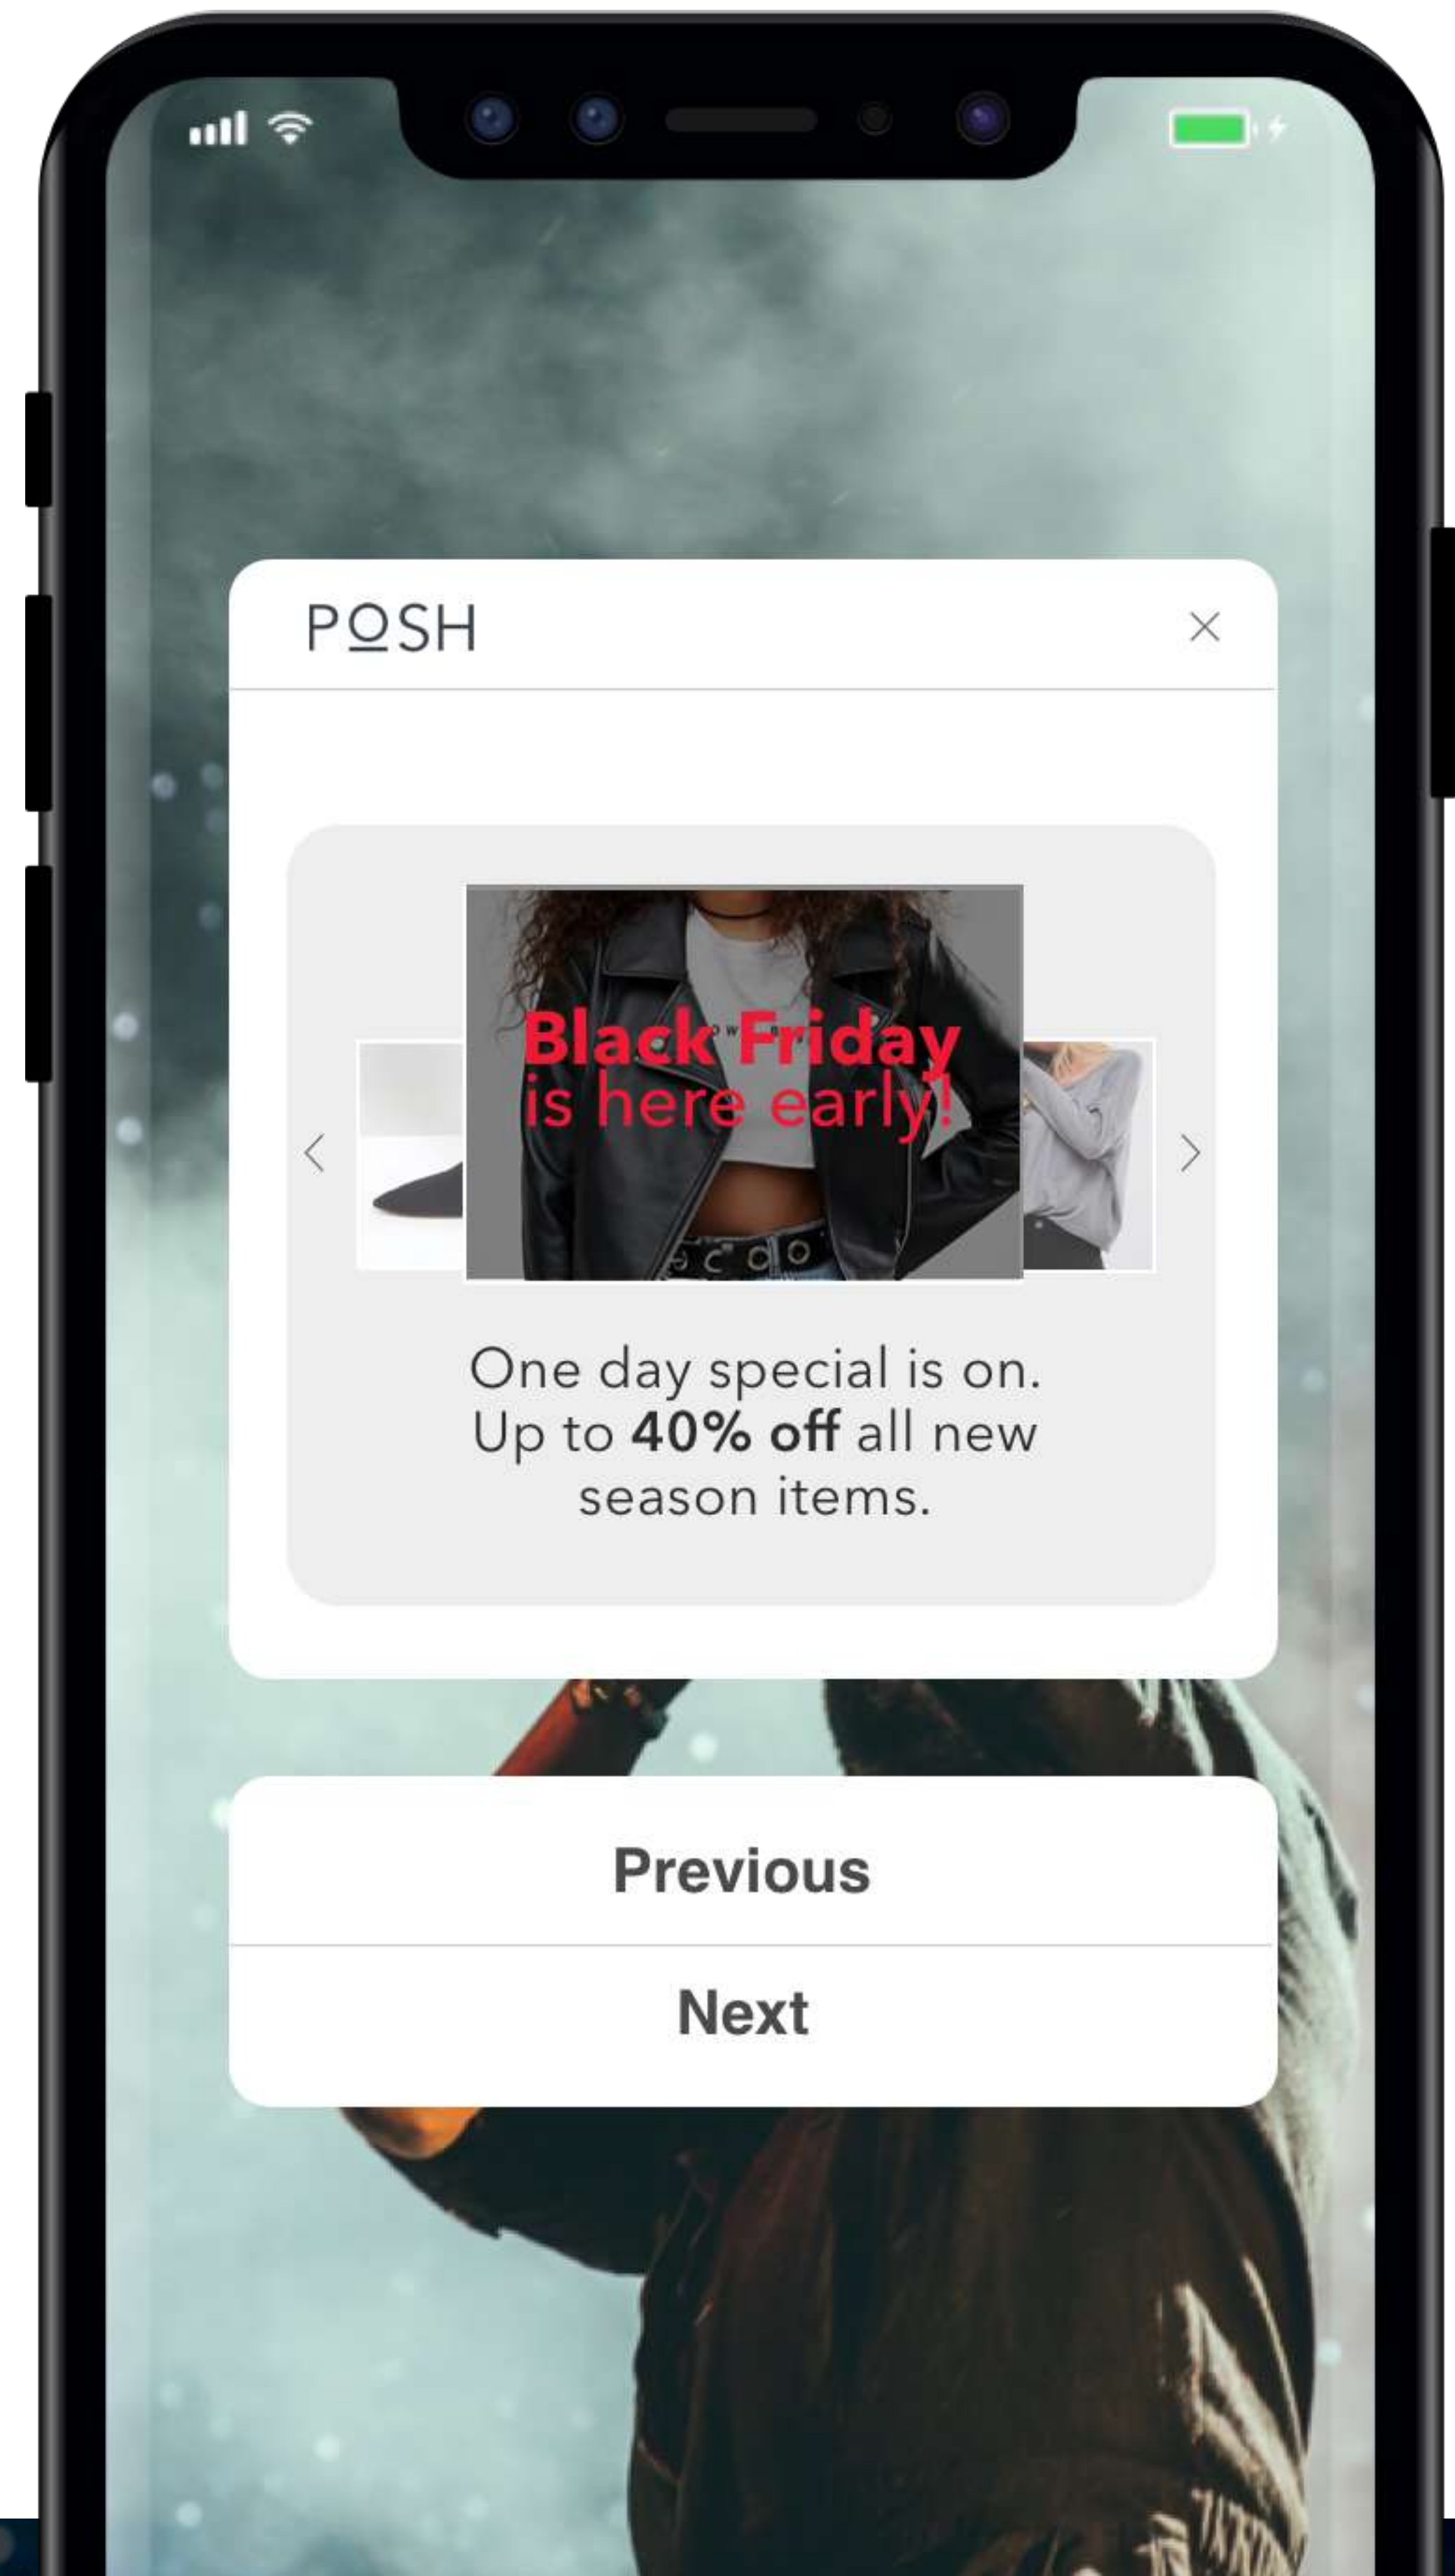 POSH
Black Friday
is here early!
One day special is on.
Up to 40% off all new
season items.
Previous
Next